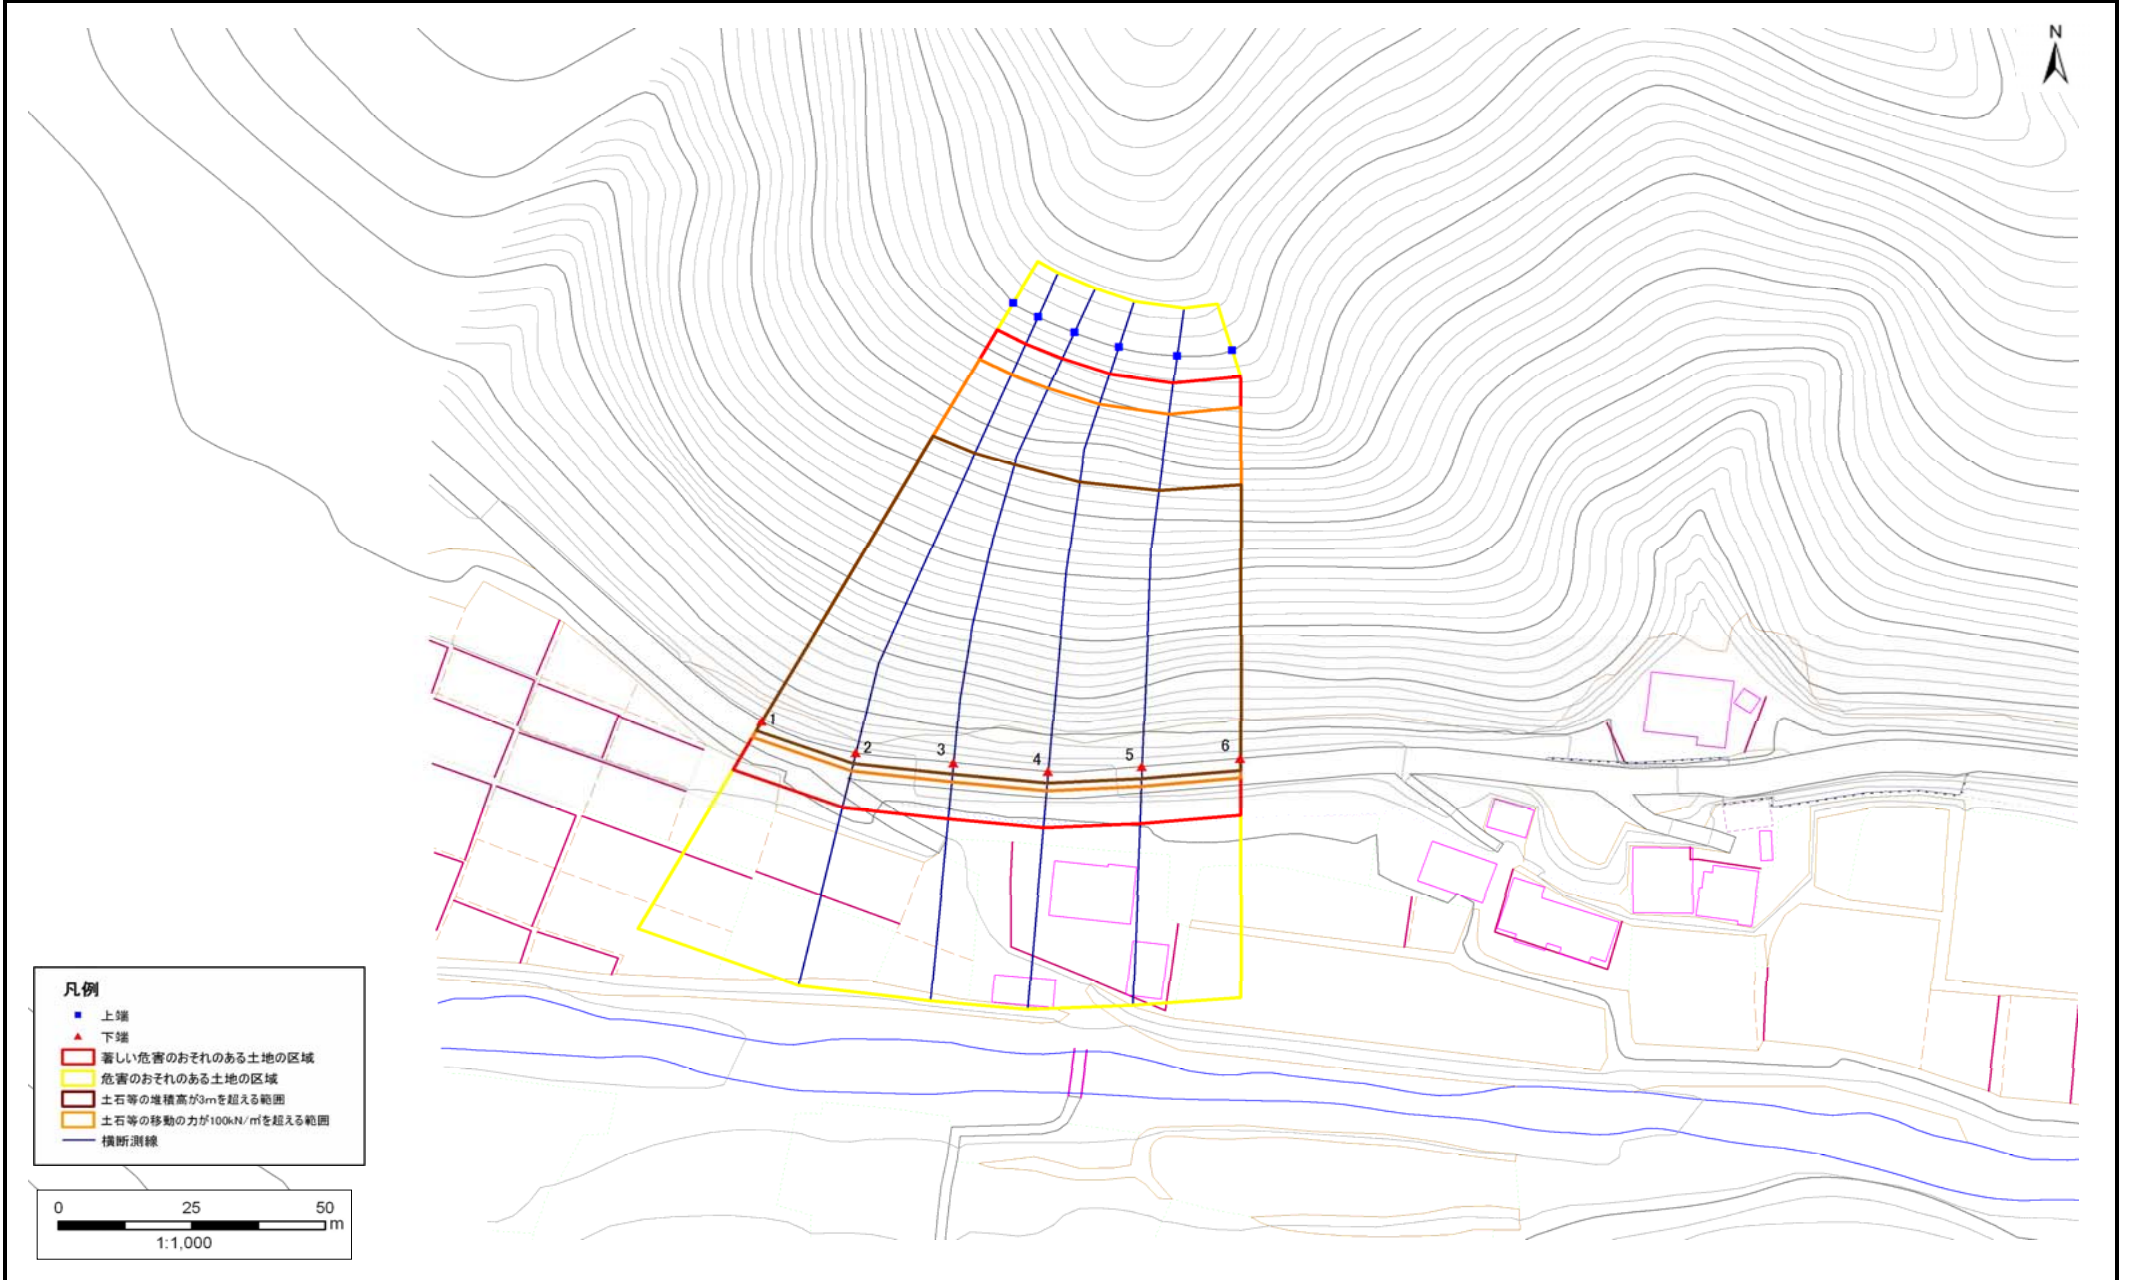 N
1
2
3
4
5
6
凡例
上端
下端
著しい危害のおそれのある土地の区域
危害のおそれのある土地の区域
土石等の堆積高が3mを超える範囲
土石等の移動の力が100kN/㎡を超える範囲
横断測線
0 25 50
m
1:1,000